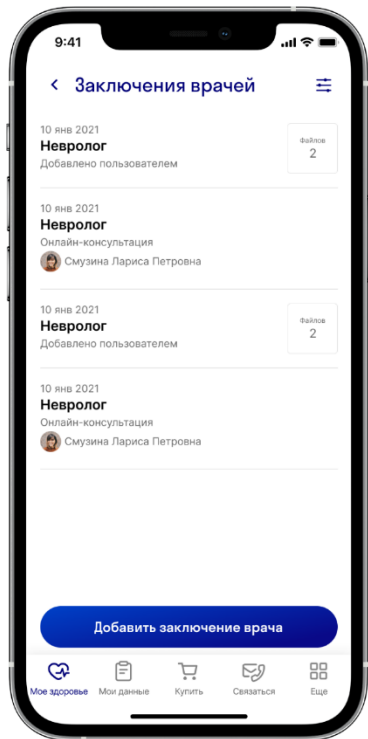 9:41
Заключения врачей
10 янв 2021
Невролог
Добавлено пользователем
Файлов
2
10 янв 2021
Невролог
Онлайн-консультация
Смузина Лариса Петровна
10 янв 2021
Невролог
Добавлено пользователем
Файлов
2
10 янв 2021
Невролог
Онлайн-консультация
Смузина Лариса Петровна
Добавить заключение врача
Мое здоровье Мои данные Купить Связаться Еще